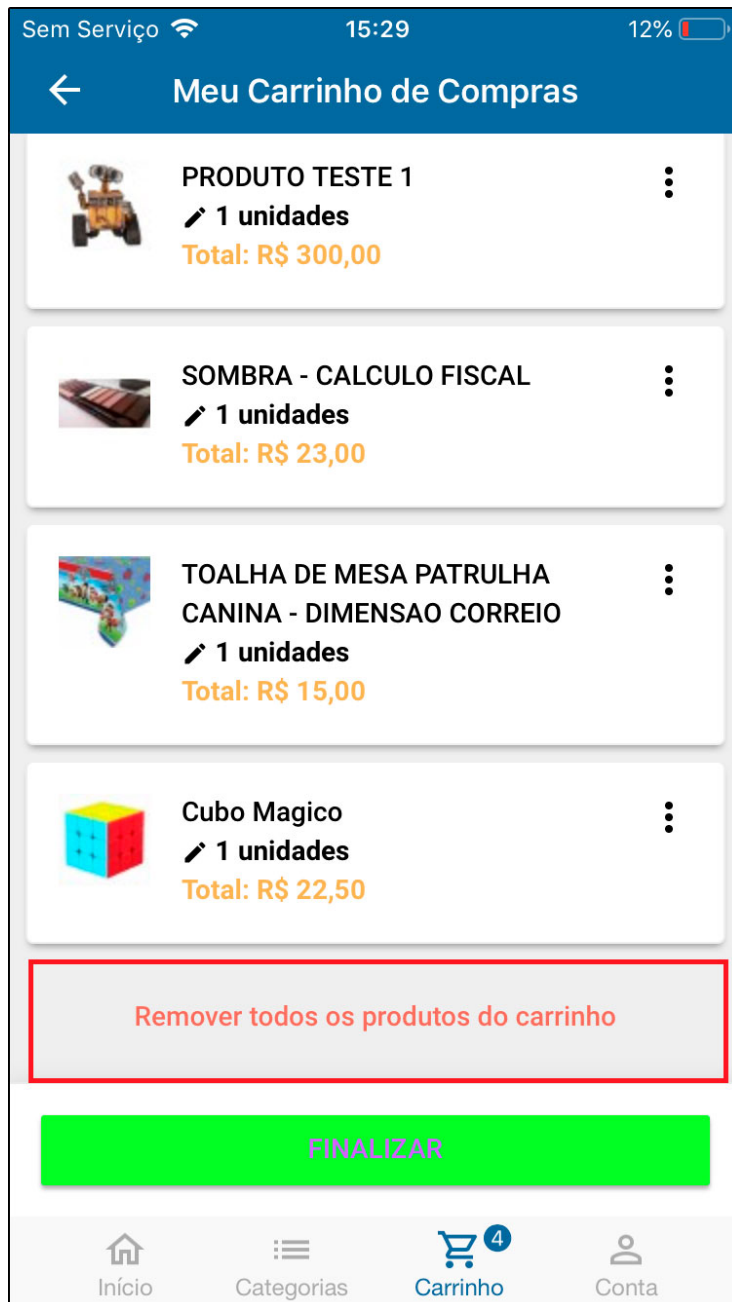 Sem Serviço 15:29 12%
Meu Carrinho de Compras
PRODUTO TESTE 1
1 unidades
Total: R$ 300,00
SOMBRA - CALCULO FISCAL
1 unidades
Total: R$ 23,00
TOALHA DE MESA PATRULHA
CANINA - DIMENSAO CORREIO
1 unidades
Total: R$ 15,00
Cubo Magico
1 unidades
Total: R$ 22,50
Remover todos os produtos do carrinho
FINALIZAR
4
Início Categorias Carrinho Conta